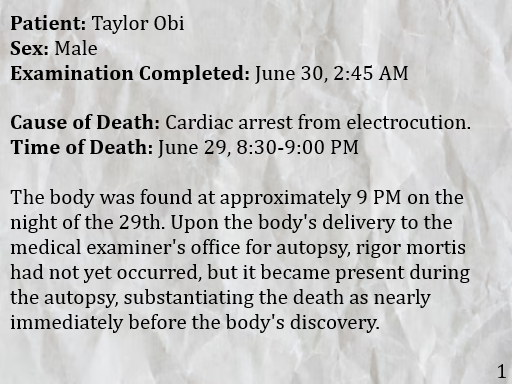 Patient: Taylor Obi
Sex: Male
Examination Completed: June 30, 2:45 AM
Cause of Death: Cardiac arrest from electrocution.
Time of Death: June 29, 8:30-9:00 PM
The body was found at approximately 9 PM on the
night of the 29th. Upon the body's delivery to the
medical examiner's office for autopsy, rigor mortis
had not yet occurred, but it became present during
the autopsy, substantiating the death as nearly
immediately before the body's discovery.
1